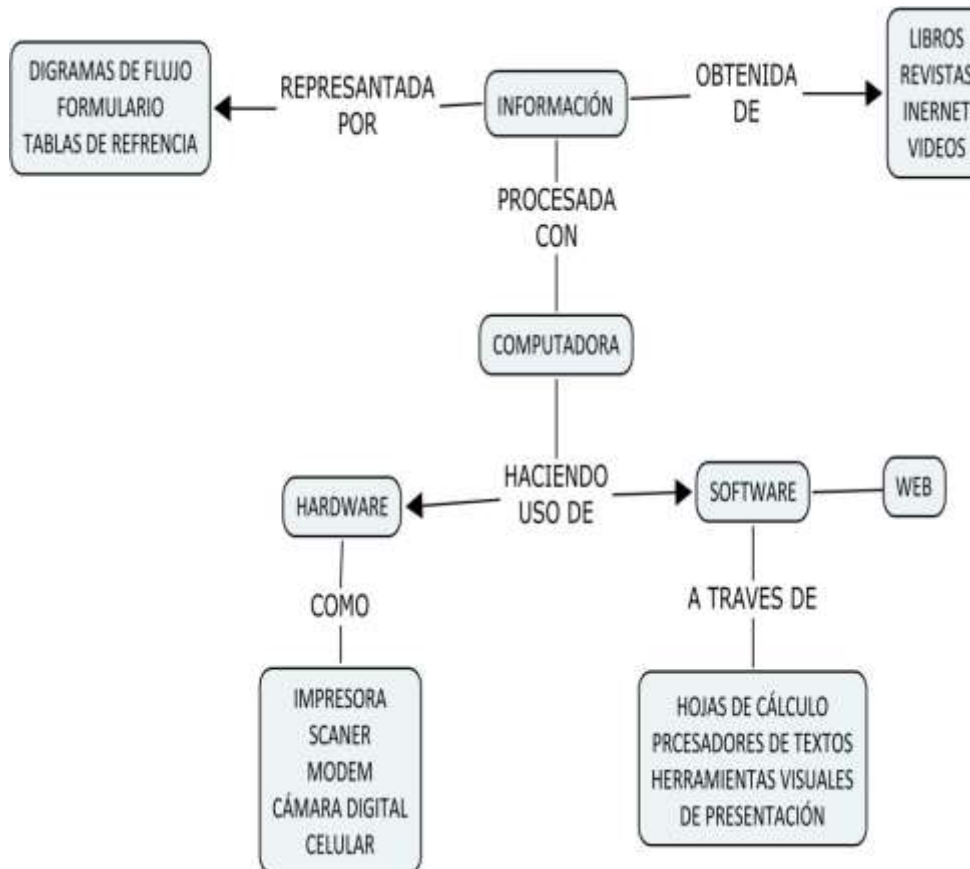 LIBROS
REVISTAS
INERNET
VIDEOS
DIGRAMAS DE FLUJO
FORMULARIO
TABLAS DE REFRENCIA
REPRESANTADA
POR
INFORMACIÓN
OBTENIDA
DE
PROCESADA
CON
COMPUTADORA
HACIENDO
USO DE
HARDWARE
SOFTWARE
WEB
COMO
A TRAVES DE
IMPRESORA
SCANER
MODEM
CÁMARA DIGITAL
CELULAR
HOJAS DE CÁLCULO
PRCESADORES DE TEXTOS
HERRAMIENTAS VISUALES
DE PRESENTACIÓN